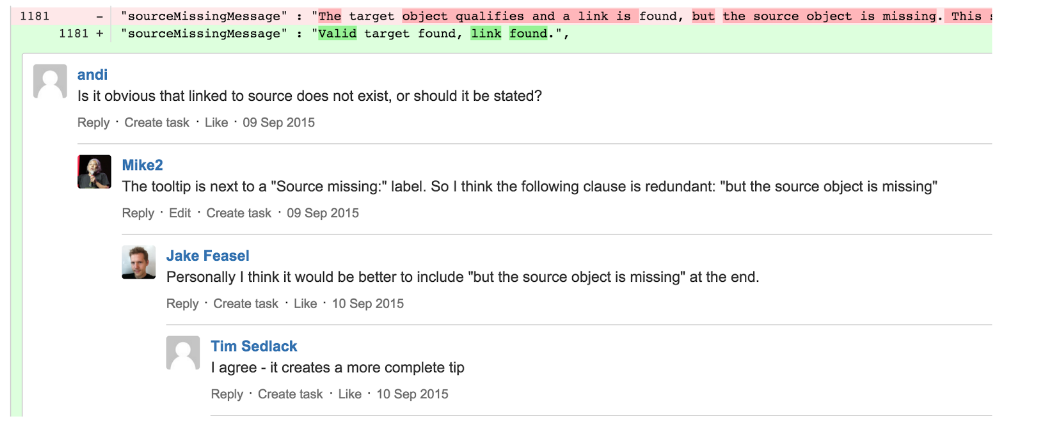 1181 - "sourceMissingMessage" : "The target object qualifies and a link is found, but the source object is missing. This
1181 + "sourceMissingMessage" : "Valid target found, link found.",
andi
Is it obvious that linked to source does not exist, or should it be stated?
Reply · Create task · Like · 09 Sep 2015
Mike2
The tooltip is next to a "Source missing:" label. So I think the following clause is redundant: "but the source object is missing"
Reply · Edit · Create task · 09 Sep 2015
Jake Feasel
Personally I think it would be better to include "but the source object is missing" at the end.
Reply · Create task · Like · 10 Sep 2015
Tim Sedlack
I agree - it creates a more complete tip
Reply · Create task · Like · 10 Sep 2015